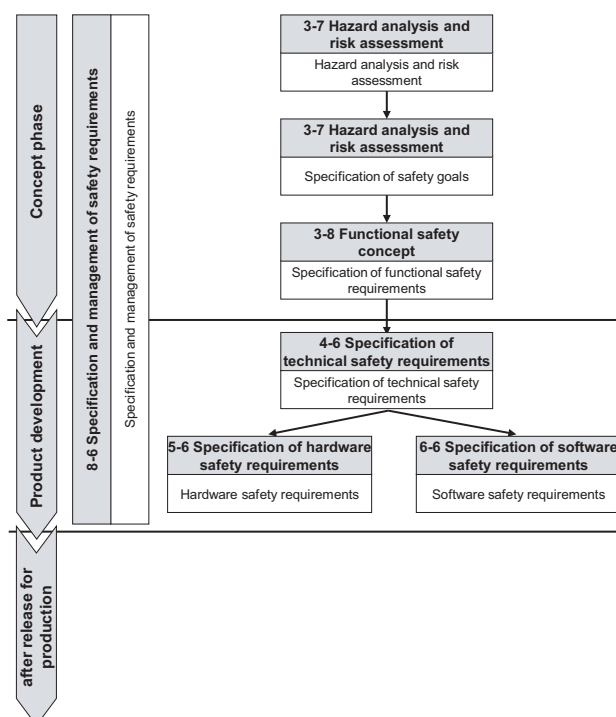 3-7 Hazard analysis and
risk assessment
Hazard analysis and risk
assessment
3-7 Hazard analysis and
risk assessment
Specification of safety goals
3-8 Functional safety
concept
Specification of functional safety
requirements
4-6 Specification of
technical safety requirements
Specification of technical safety
requirements
5-6 Specification of hardware
safety requirements
Hardware safety requirements
6-6 Specification of software
safety requirements
Software safety requirements
Concept phase
Product development
after release for
production
8-6 Specification and management of safety requirements
Specification and management of safety requirements